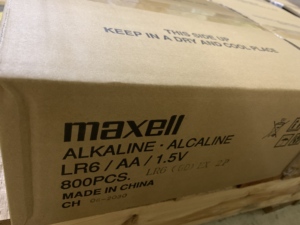 THIS SIDE UP
KEEP IN A DRY AND COOL PLACE
maxell
ALKALINE · ALCALINE
LR6 / AA / 1.5V
800PCS.
MADE IN CHINA
CH